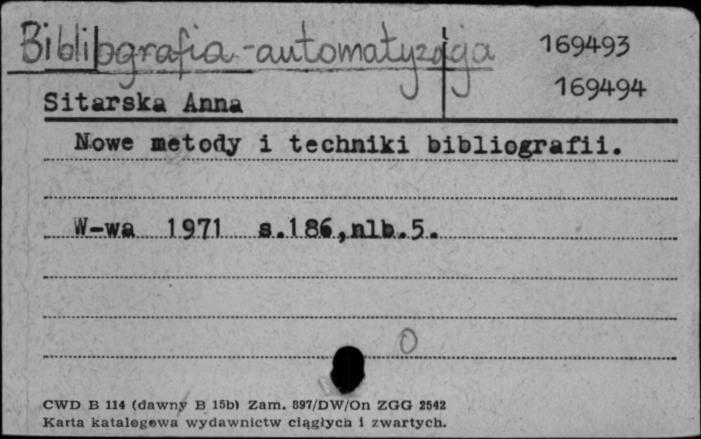 Bibliografia-automatyzacja 169493
169494
Sitarska Anna
Nowe metody i techniki bibliografii.
W-wa 1971 s.186,nlb.5.
0
CWD B 114 (dawny B 15b) Zam. 897/DW/On ZGG 2542
Karta katalogowa wydawnictw ciągłych i zwartych.